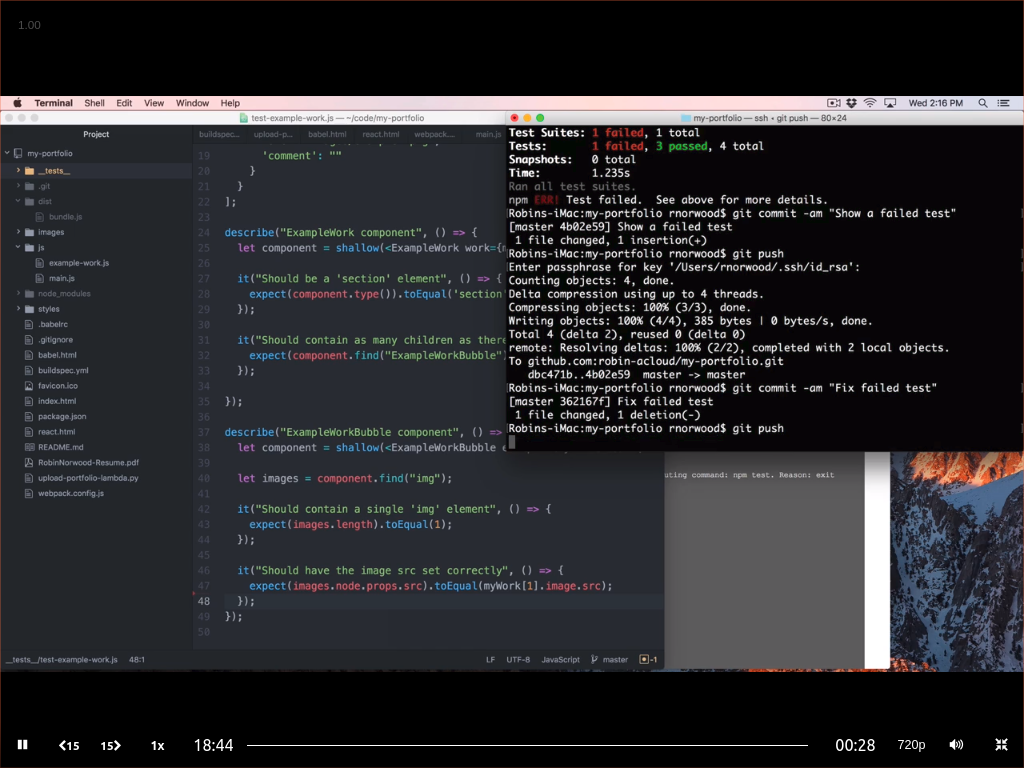 1.00
Terminal Shell Edit View Window Help
Wed 2:16 PM
test-example-work.js — ~/code/my-portfolio
my-portfolio — ssh • git push — 80×24
Project
buildspec... upload-p... babel.html react.html webpack.... main.js
my-portfolio
__tests__
.git
dist
bundle.js
images
js
example-work.js
main.js
node_modules
styles
.babelrc
.gitignore
babel.html
buildspec.yml
favicon.ico
index.html
package.json
react.html
README.md
RobinNorwood-Resume.pdf
upload-portfolio-lambda.py
webpack.config.js
19 'comment': ""
20 }
21 }
22 ];
23
24 describe("ExampleWork component", () => {
25 let component = shallow(<ExampleWork work={m
26
27 it("Should be a 'section' element", () => {
28 expect(component.type()).toEqual('section
29 });
30
31 it("Should contain as many children as there
32 expect(component.find("ExampleWorkBubble"
33 });
34
35 });
36
37 describe("ExampleWorkBubble component", () =>
38 let component = shallow(<ExampleWorkBubble
39
40 let images = component.find("img");
41
42 it("Should contain a single 'img' element", () => {
43 expect(images.length).toEqual(1);
44 });
45
46 it("Should have the image src set correctly", () => {
47 expect(images.node.props.src).toEqual(myWork[1].image.src);
48 });
49 });
50
__tests__/test-example-work.js 48:1
LF UTF-8 JavaScript master -1
Test Suites: 1 failed, 1 total
Tests: 1 failed, 3 passed, 4 total
Snapshots: 0 total
Time: 1.235s
Ran all test suites.
npm ERR! Test failed. See above for more details.
Robins-iMac:my-portfolio rnorwood$ git commit -am "Show a failed test"
[master 4b02e59] Show a failed test
1 file changed, 1 insertion(+)
Robins-iMac:my-portfolio rnorwood$ git push
Enter passphrase for key '/Users/rnorwood/.ssh/id_rsa':
Counting objects: 4, done.
Delta compression using up to 4 threads.
Compressing objects: 100% (3/3), done.
Writing objects: 100% (4/4), 385 bytes | 0 bytes/s, done.
Total 4 (delta 2), reused 0 (delta 0)
remote: Resolving deltas: 100% (2/2), completed with 2 local objects.
To github.com:robin-acloud/my-portfolio.git
dbc471b..4b02e59 master -> master
Robins-iMac:my-portfolio rnorwood$ git commit -am "Fix failed test"
[master 362167f] Fix failed test
1 file changed, 1 deletion(-)
Robins-iMac:my-portfolio rnorwood$ git push
uting command: npm test. Reason: exit
15 15 1x 18:44 00:28 720p